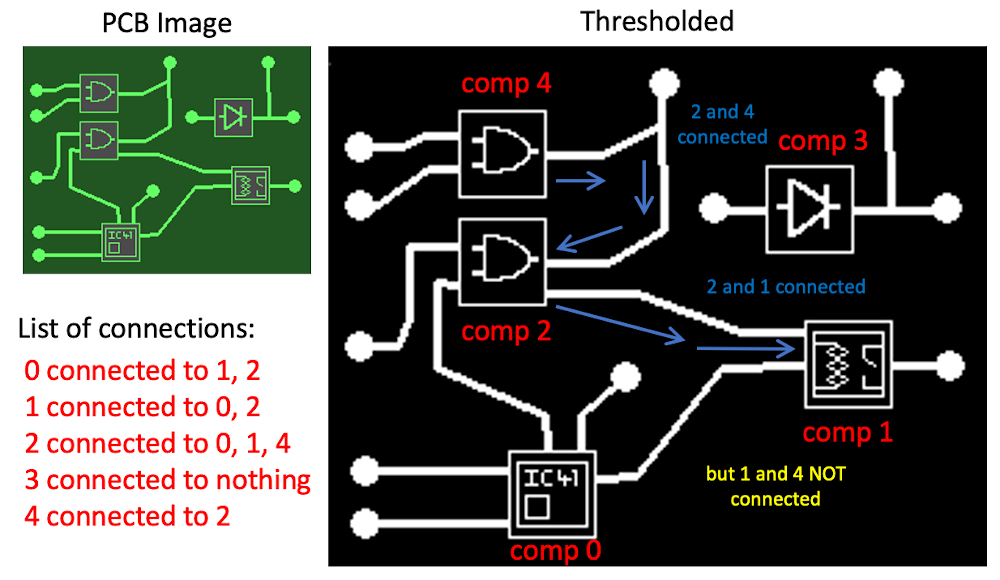 PCB Image
Thresholded
IC41
comp 4
2 and 4
connected
comp 3
2 and 1 connected
comp 2
comp 1
but 1 and 4 NOT
connected
IC41
comp 0
List of connections:
0 connected to 1, 2
1 connected to 0, 2
2 connected to 0, 1, 4
3 connected to nothing
4 connected to 2